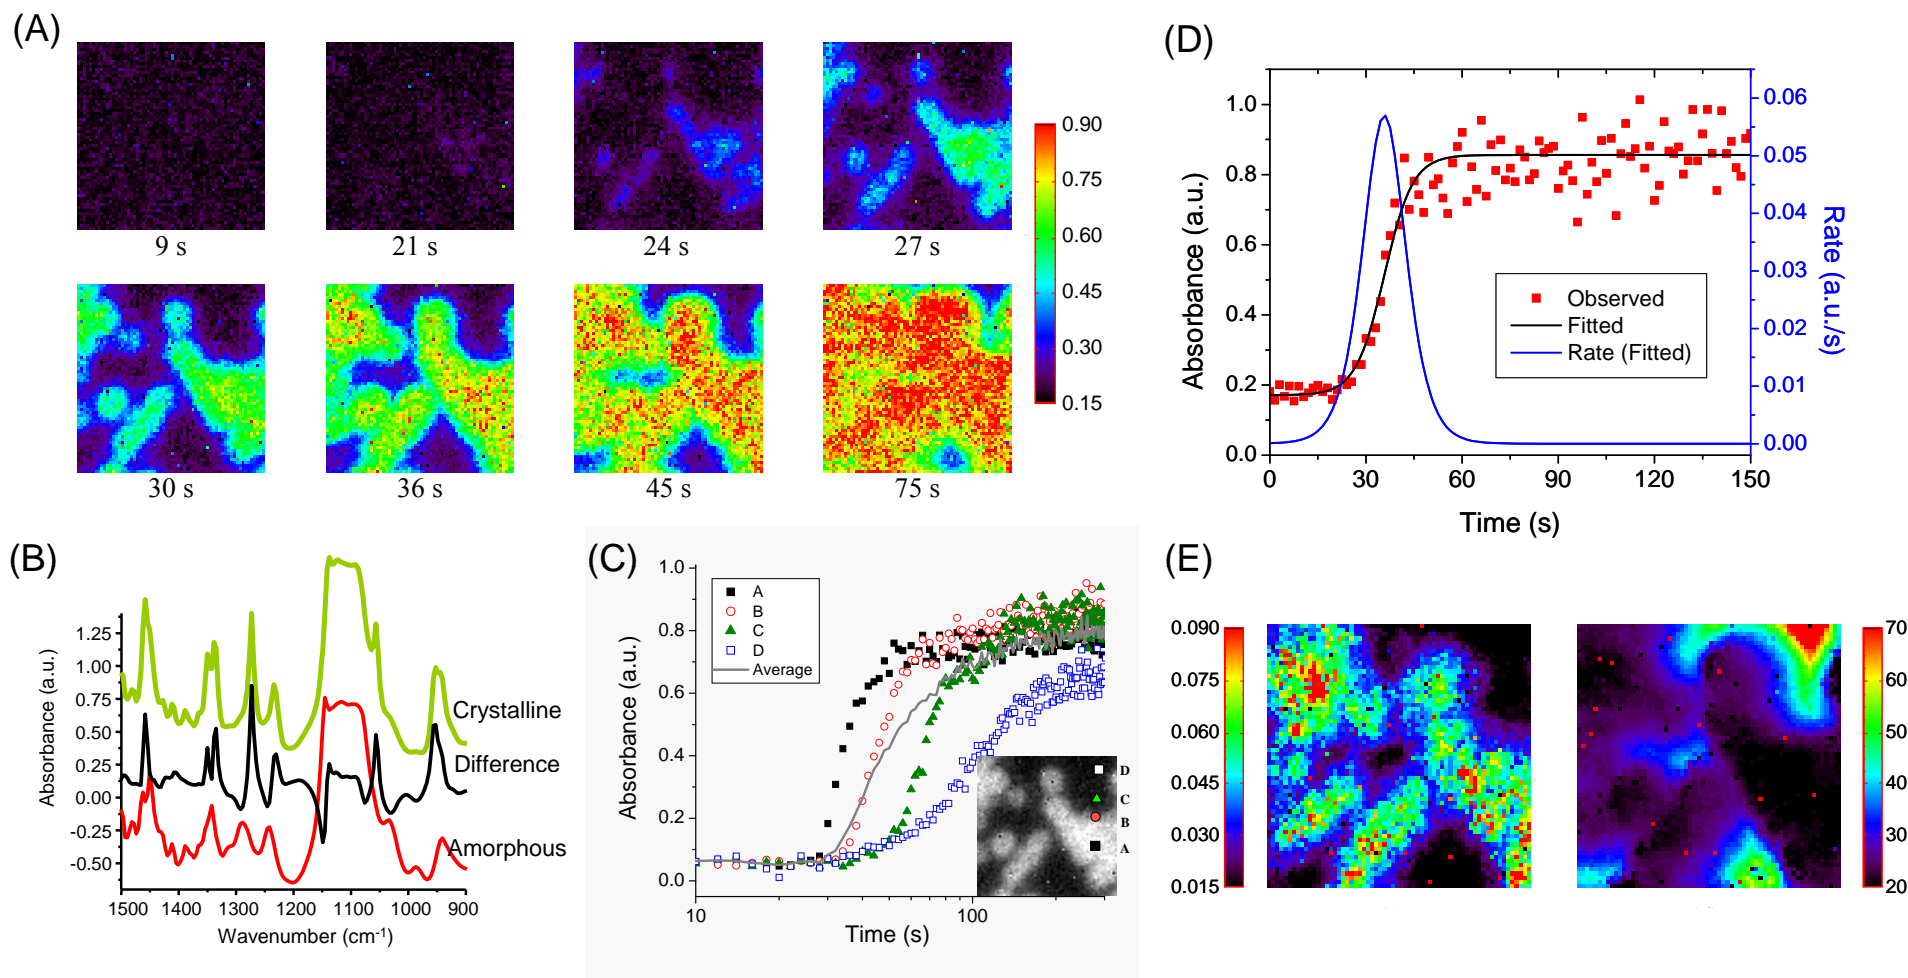 (A)
9 s
21 s
24 s
27 s
30 s
36 s
45 s
75 s
0.90
0.75
0.60
0.45
0.30
0.15
(D)
Absorbance (a.u.)
1.0
0.8
0.6
0.4
0.2
0.0
0.06
0.05
0.04
0.03
0.02
0.01
0.00
Rate (a.u./s)
Observed
Fitted
Rate (Fitted)
0
30
60
90
120
150
Time (s)
(B)
Absorbance (a.u.)
1.25
1.00
0.75
0.50
0.25
0.00
-0.25
-0.50
Crystalline
Difference
Amorphous
1500
1400
1300
1200
1100
1000
900
Wavenumber (cm-1)
(C)
Absorbance (a.u.)
1.0
0.8
0.6
0.4
0.2
0.0
A
B
C
D
Average
D
C
B
A
10
100
Time (s)
(E)
0.090
0.075
0.060
0.045
0.030
0.015
70
60
50
40
30
20